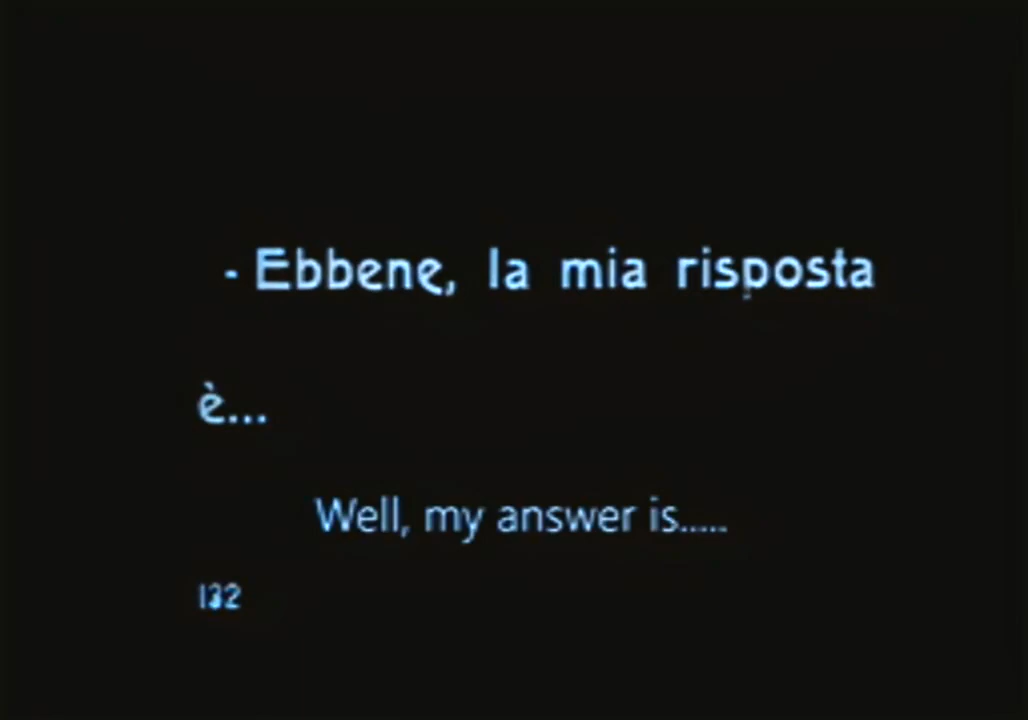 - Ebbene, la mia risposta
è...
Well, my answer is.....
132